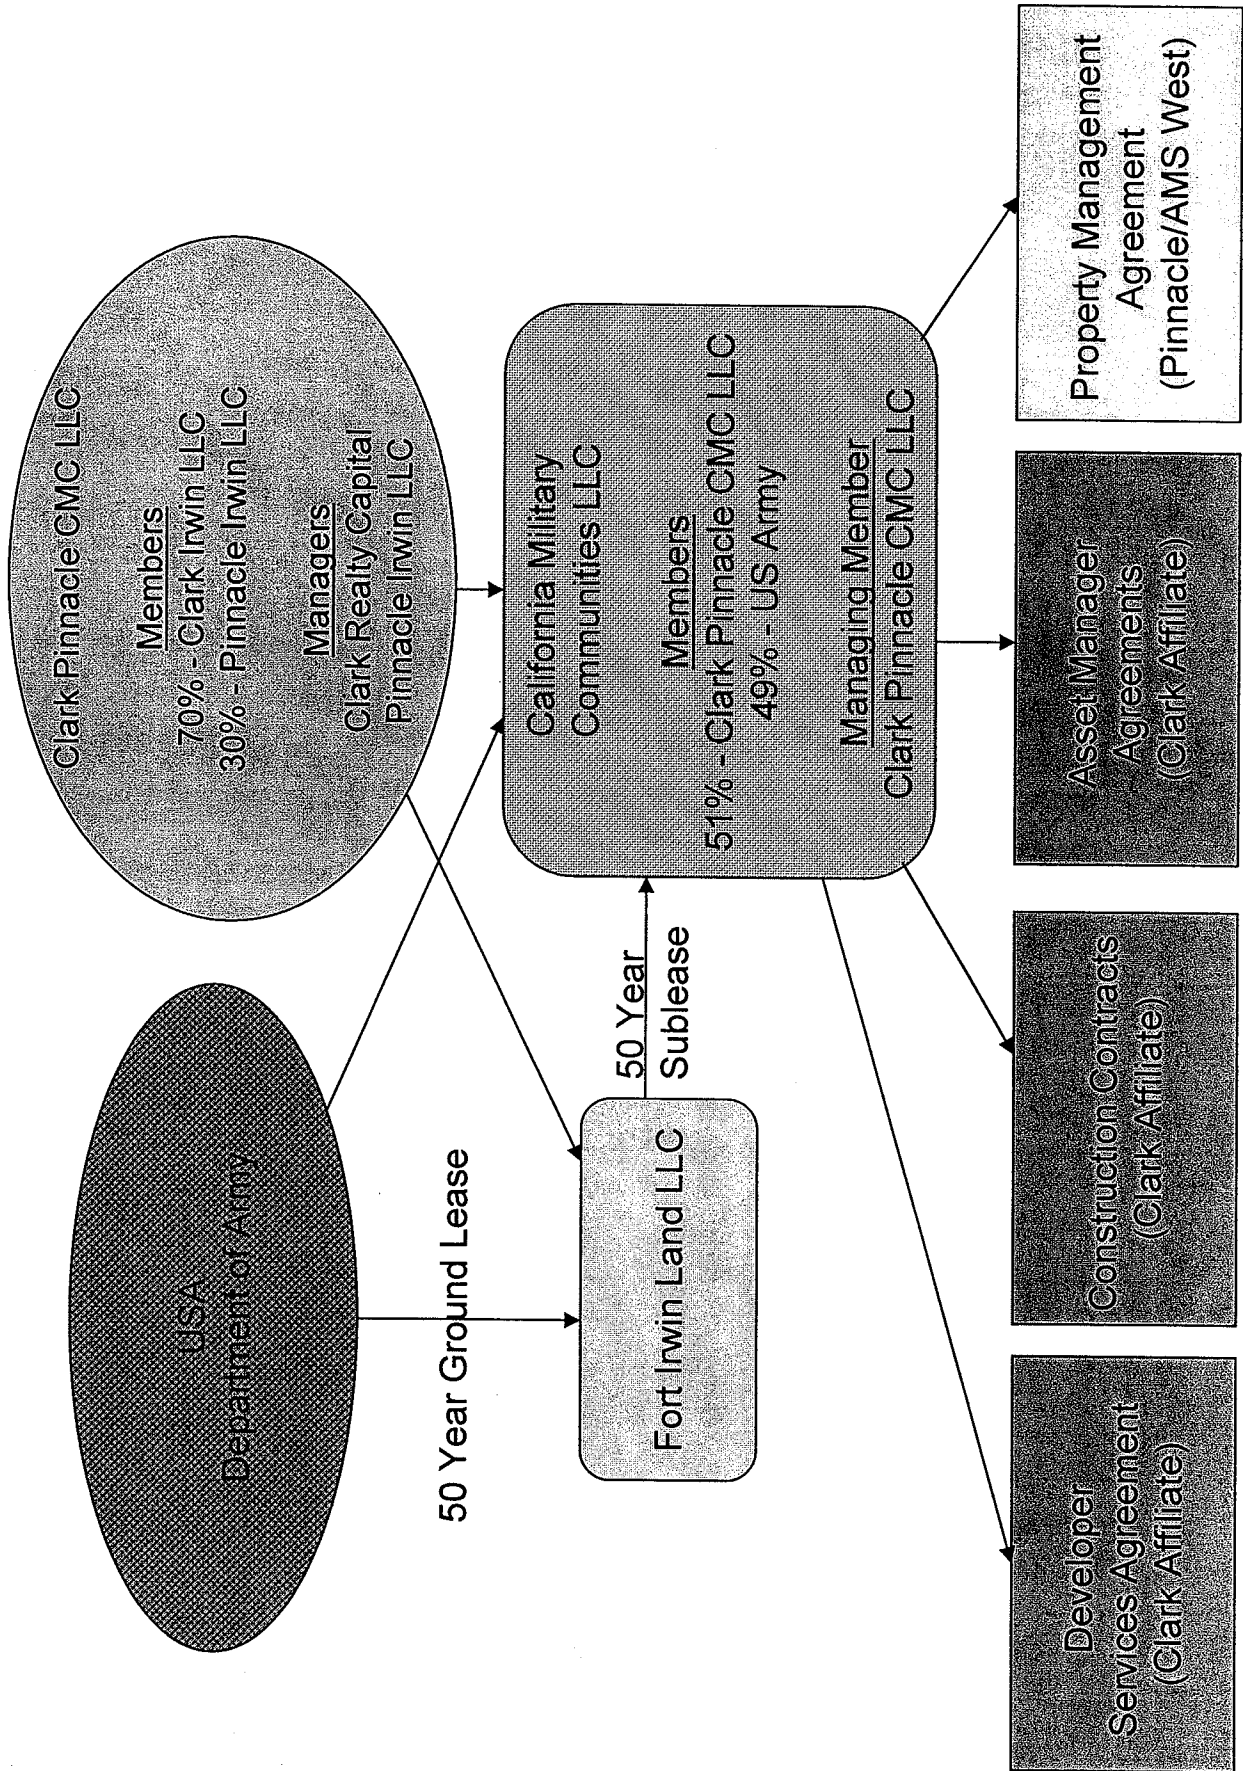 USA
Department of Army
Clark Pinnacle CMC LLC
Members
70% - Clark Irwin LLC
30% - Pinnacle Irwin LLC
Managers
Clark Realty Capital
Pinnacle Irwin LLC
50 Year Ground Lease
Fort Irwin Land LLC
50 Year
Sublease
California Military
Communities LLC
Members
51% - Clark Pinnacle CMC LLC
49% - US Army
Managing Member
Clark Pinnacle CMC LLC
Developer
Services Agreement
(Clark Affiliate)
Construction Contracts
(Clark Affiliate)
Asset Manager
Agreements
(Clark Affiliate)
Property Management
Agreement
(Pinnacle/AMS West)